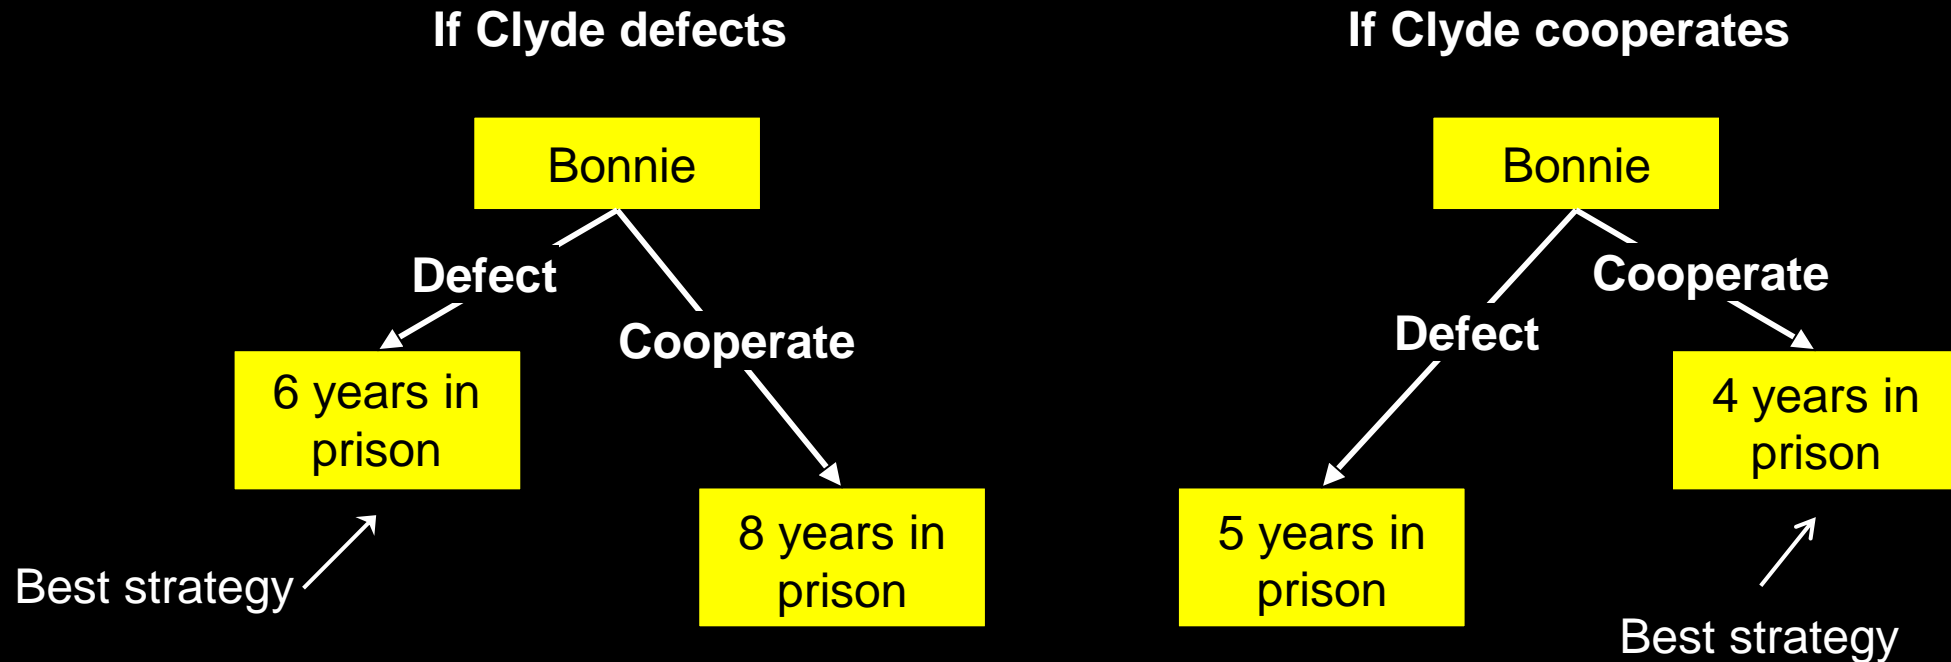 If Clyde defects
Bonnie
Defect
Cooperate
6 years in
prison
8 years in
prison
Best strategy
If Clyde cooperates
Bonnie
Cooperate
Defect
4 years in
prison
5 years in
prison
Best strategy